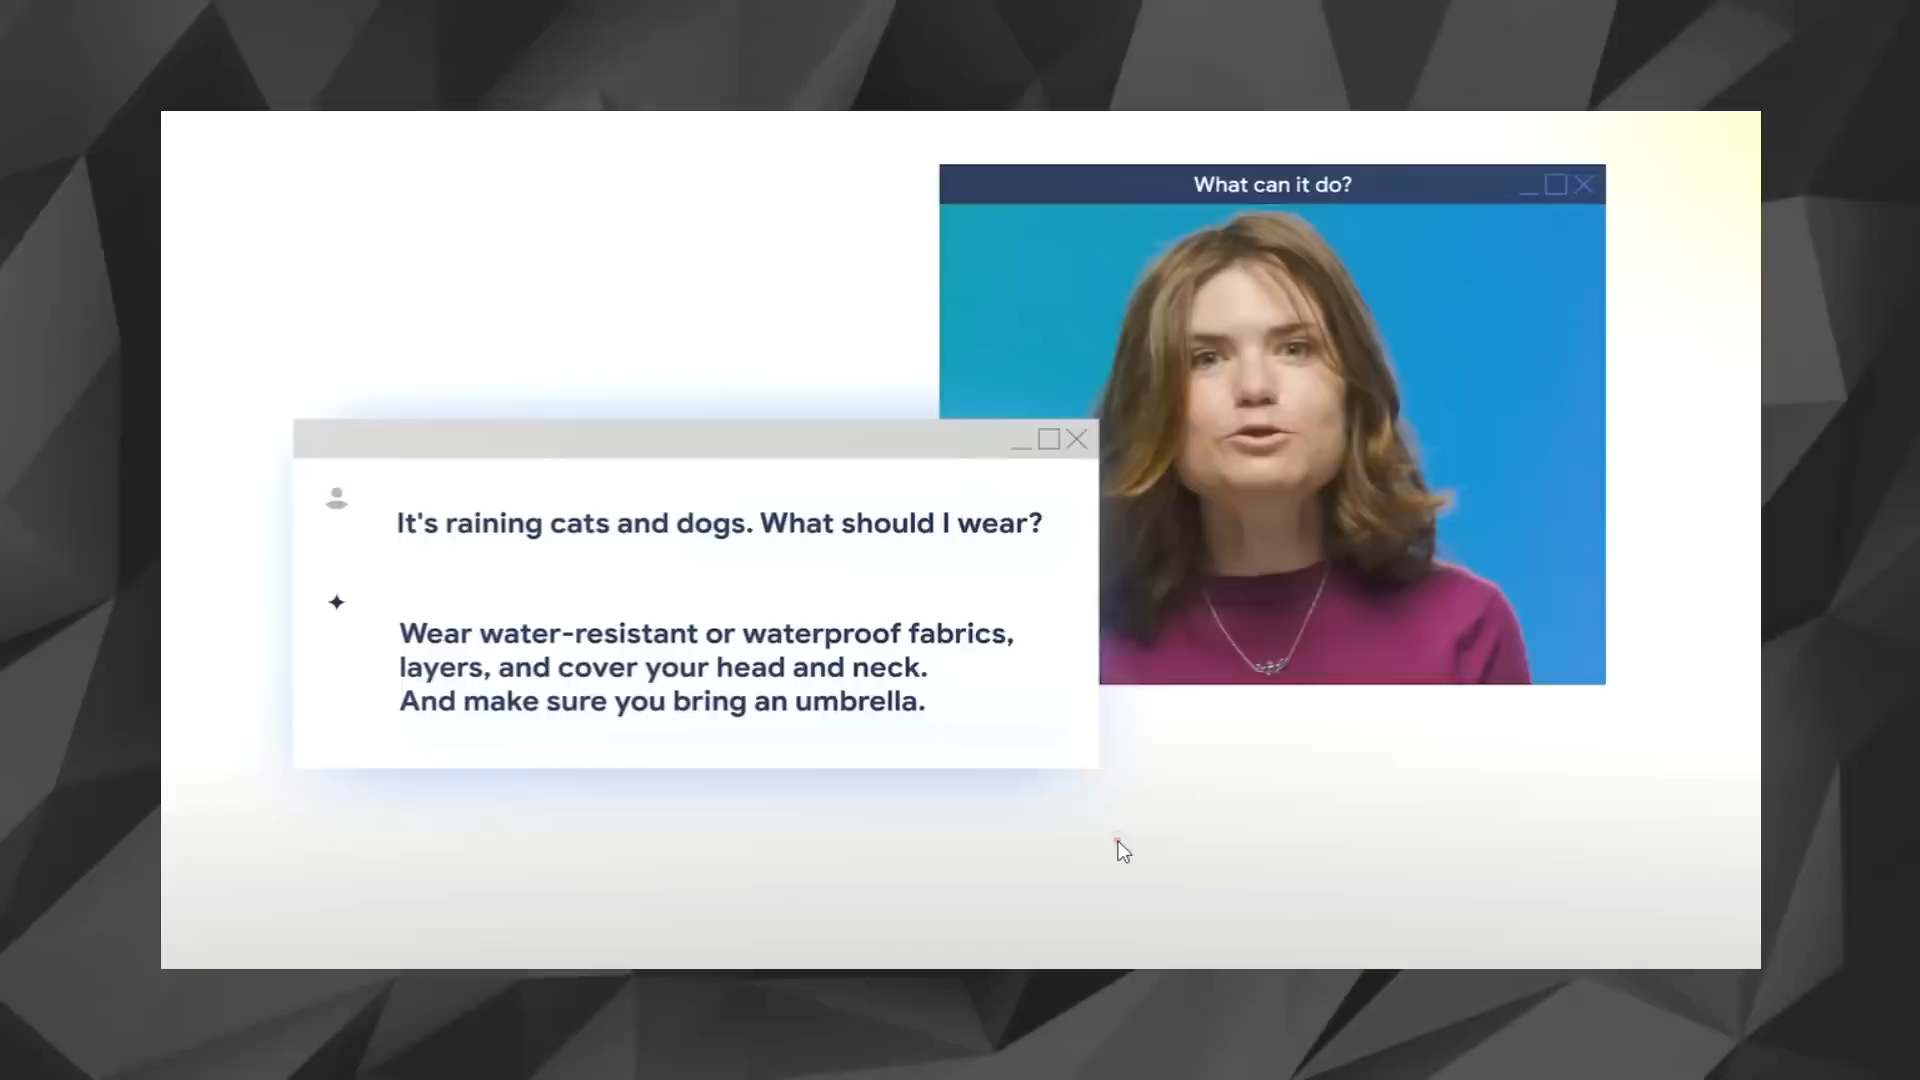 What can it do?
It's raining cats and dogs. What should I wear?
Wear water-resistant or waterproof fabrics,
layers, and cover your head and neck.
And make sure you bring an umbrella.